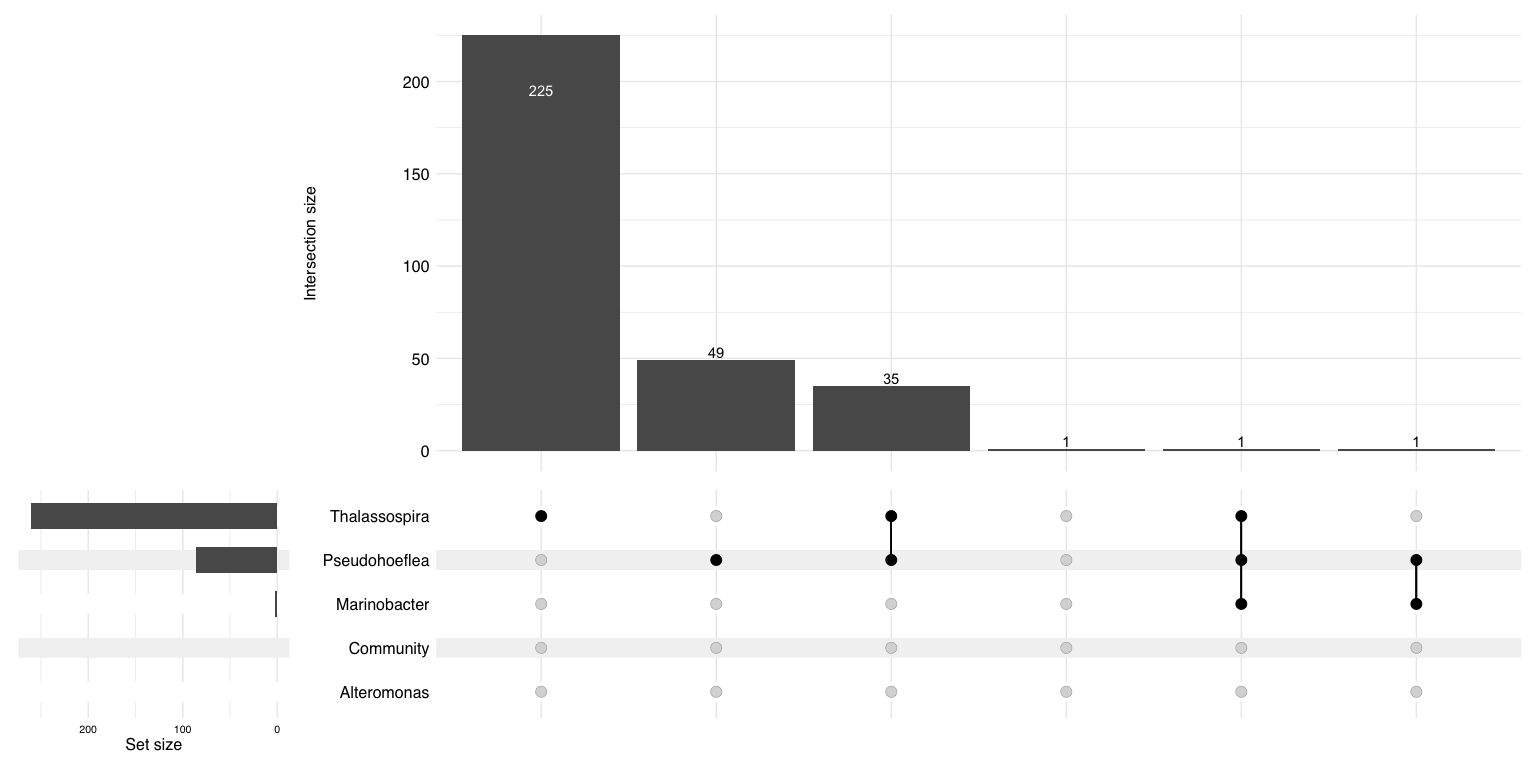 Intersection size
200
150
100
50
0
225
49
35
1
1
1
Thalassospira
Pseudohoeflea
Marinobacter
Community
Alteromonas
200 100 0
Set size